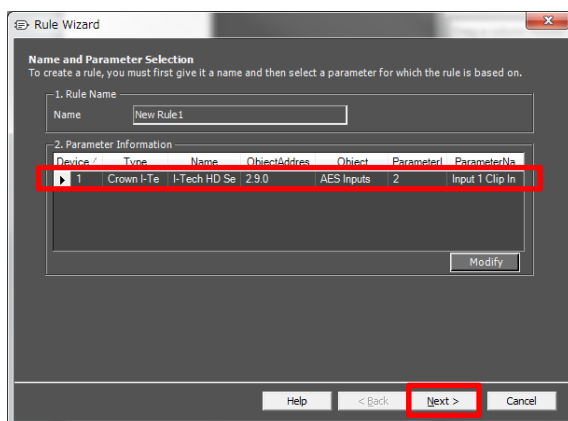 Rule Wizard
Name and Parameter Selection
To create a rule, you must first give it a name and then select a parameter for which the rule is based on.
1. Rule Name
Name New Rule1
2. Parameter Information
Device Type Name ObjectAddres Object ParameterI ParameterNa
1 Crown I-Te I-Tech HD Se 2.9.0 AES Inputs 2 Input 1 Clip In
Modify
Help < Back Next > Cancel